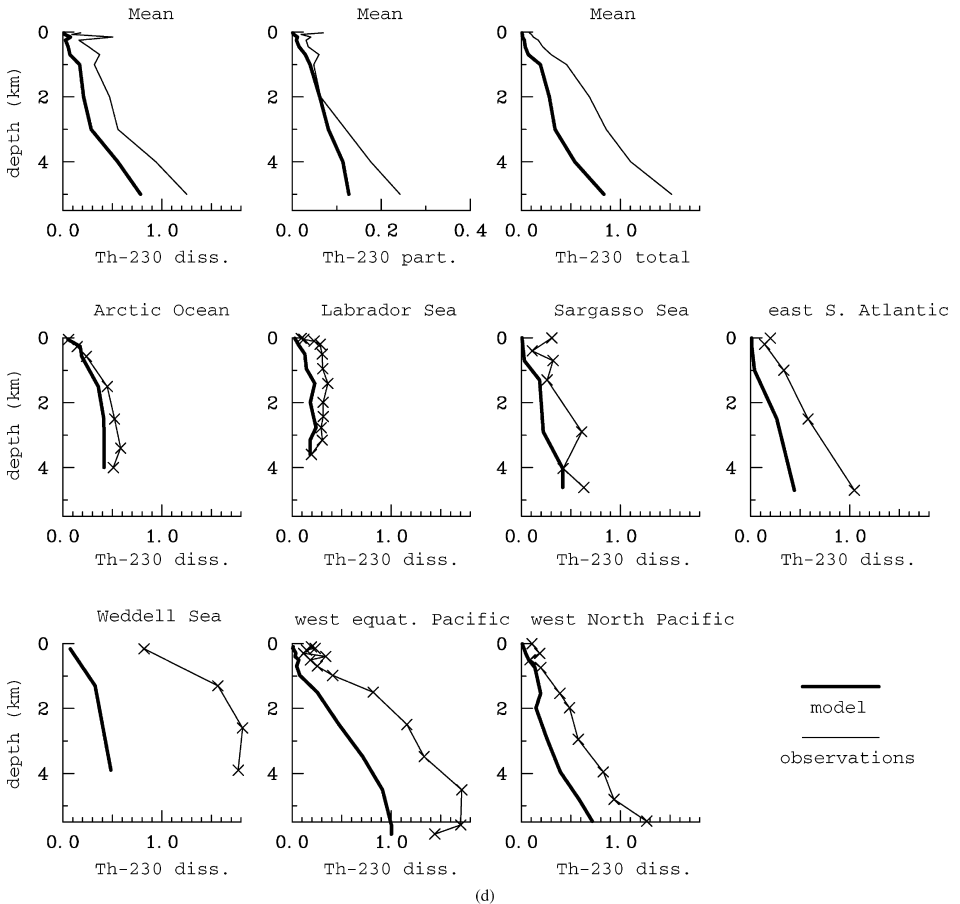 Mean Mean Mean
0 0 0
2 2 2
4 4 4
depth (km)
0.0 1.0 0.0 0.2 0.4 0.0 1.0
Th-230 diss. Th-230 part. Th-230 total
Arctic Ocean Labrador Sea Sargasso Sea east S. Atlantic
0 0 0 0
2 2 2 2
4 4 4 4
depth (km)
0.0 1.0 0.0 1.0 0.0 1.0 0.0 1.0
Th-230 diss. Th-230 diss. Th-230 diss. Th-230 diss.
Weddell Sea west equat. Pacific west North Pacific
0 0 0
2 2 2
4 4 4
depth (km)
model
observations
0.0 1.0 0.0 1.0 0.0 1.0
Th-230 diss. Th-230 diss. Th-230 diss.
(d)